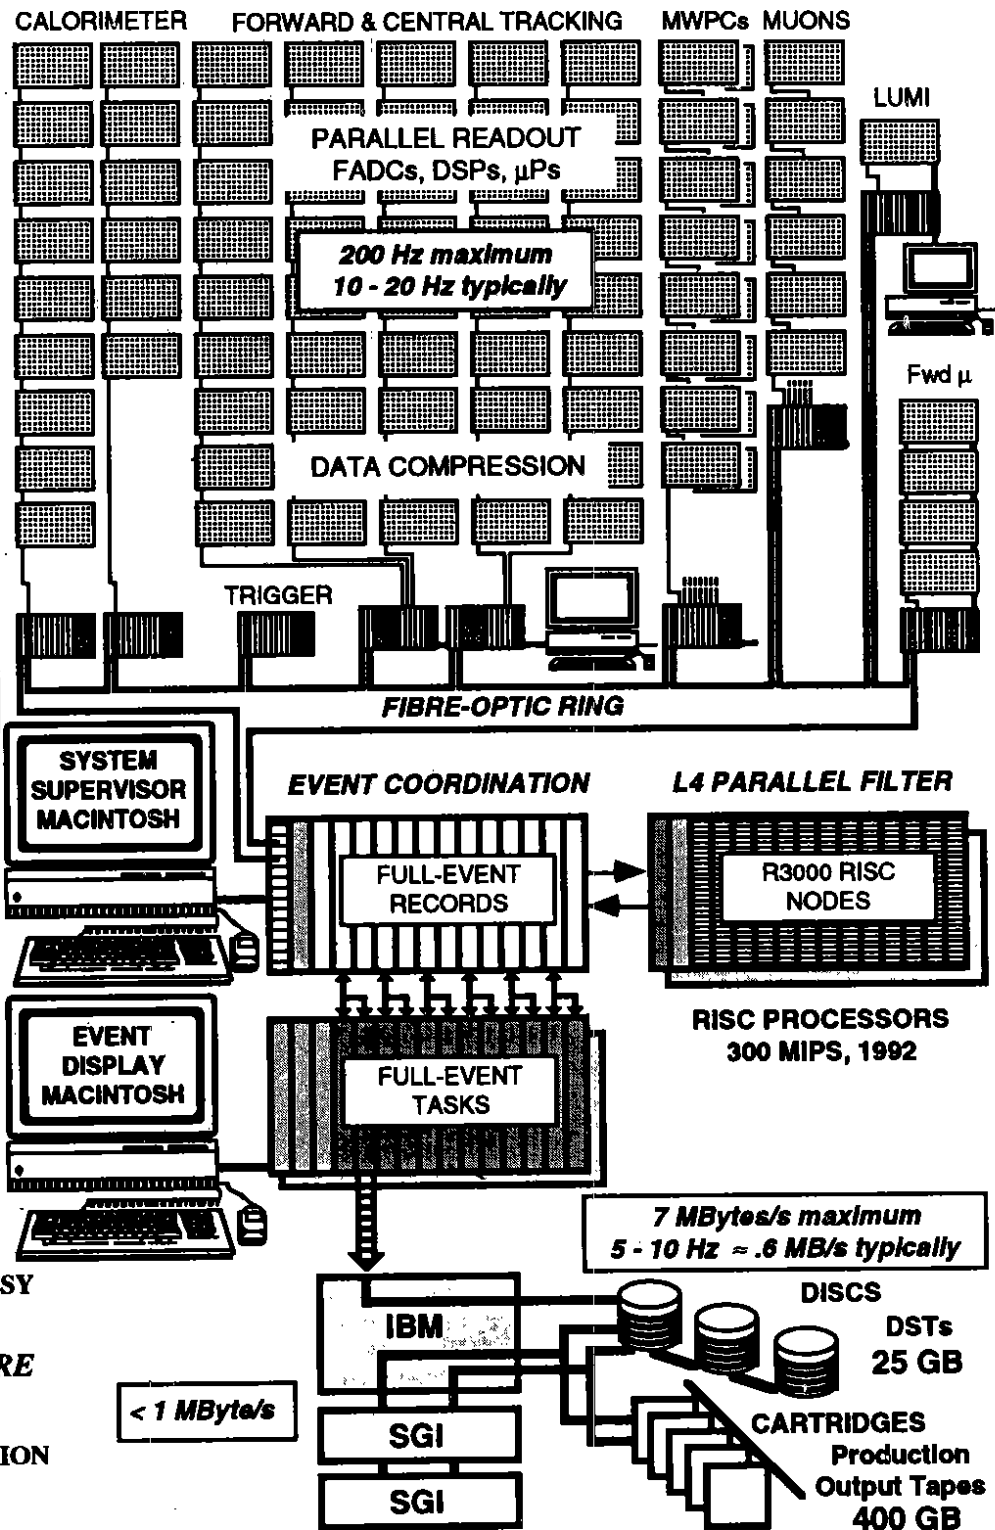 CALORIMETER FORWARD & CENTRAL TRACKING MWPCs MUONS
LUMI
PARALLEL READOUT
FADCs, DSPs, µPs
200 Hz maximum
10 - 20 Hz typically
Fwd µ
DATA COMPRESSION
TRIGGER
FIBRE-OPTIC RING
SYSTEM
SUPERVISOR
MACINTOSH
EVENT COORDINATION
L4 PARALLEL FILTER
FULL-EVENT
RECORDS
R3000 RISC
NODES
RISC PROCESSORS
300 MIPS, 1992
EVENT
DISPLAY
MACINTOSH
FULL-EVENT
TASKS
7 MBytes/s maximum
5 - 10 Hz ≈ .6 MB/s typically
SY
IBM
DISCS
DSTs
25 GB
RE
< 1 MByte/s
SGI
CARTRIDGES
ION
Production
Output Tapes
400 GB
SGI